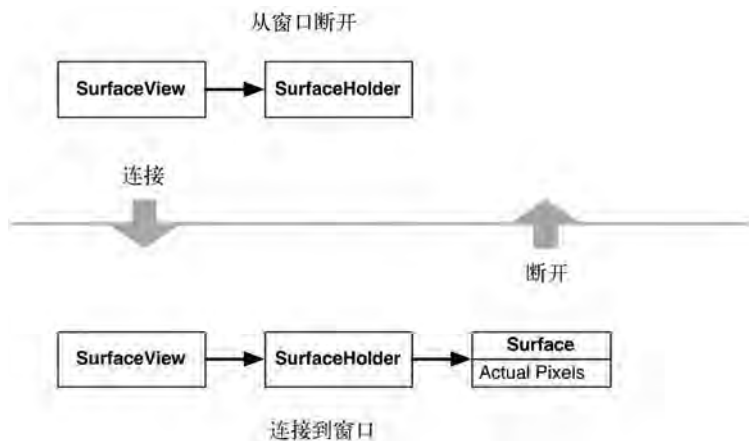 从窗口断开
SurfaceView
SurfaceHolder
连接
断开
SurfaceView
SurfaceHolder
Surface
Actual Pixels
连接到窗口